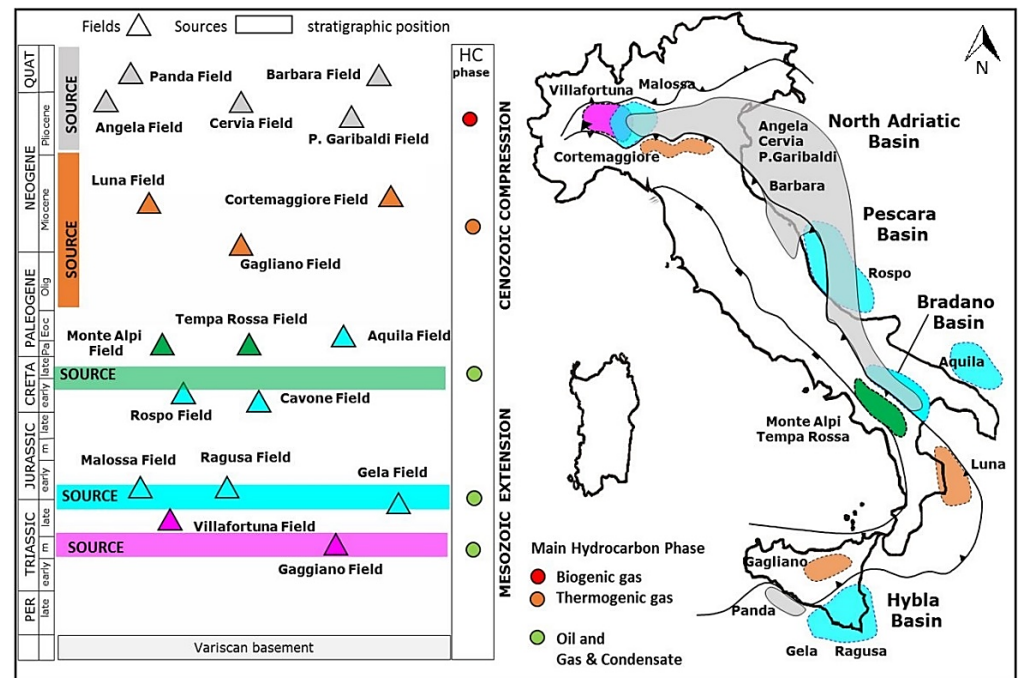 Fields Sources stratigraphic position
HC
phase
QUAT
NEOGENE
PALEOGENE
CRETA
JURASSIC
TRIASSIC
PER
Pliocene
Miocene
Olig
Eoc
Pa
late
early
late
m
early
late
m
early
late
SOURCE
Panda Field
Barbara Field
Angela Field
Cervia Field
P. Garibaldi Field
SOURCE
Luna Field
Cortemaggiore Field
Gagliano Field
Tempa Rossa Field
Monte Alpi
Field
Aquila Field
SOURCE
Rospo Field
Cavone Field
Malossa Field
Ragusa Field
Gela Field
SOURCE
Villafortuna Field
SOURCE
Gaggiano Field
Variscan basement
CENOZOIC COMPRESSION
MESOZOIC EXTENSION
N
Villafortuna
Malossa
Cortemaggiore
Angela
Cervia
P.Garibaldi
Barbara
North Adriatic
Basin
Pescara
Basin
Rospo
Bradano
Basin
Aquila
Monte Alpi
Tempa Rossa
Luna
Gagliano
Panda
Hybla
Basin
Gela
Ragusa
Main Hydrocarbon Phase
Biogenic gas
Thermogenic gas
Oil and
Gas & Condensate